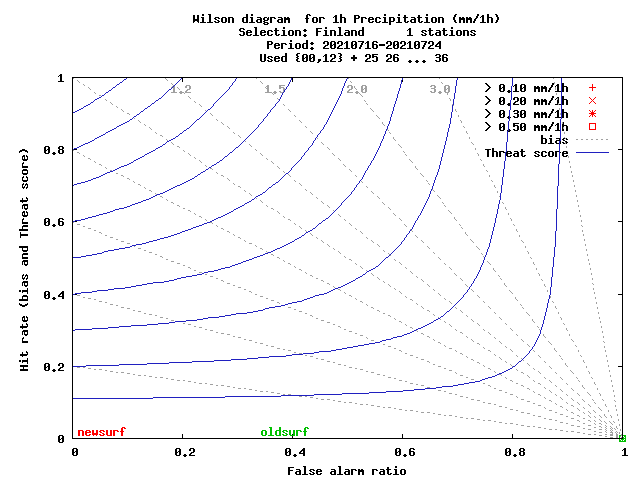 Wilson diagram  for 1h Precipitation (mm/1h)
Selection: Finland      1 stations
Period: 20210716-20210724
Used {00,12} + 25 26 ... 36
1
1.2
1.5
2.0
3.0
> 0.10 mm/1h
> 0.20 mm/1h
> 0.30 mm/1h
> 0.50 mm/1h
bias
Threat score
0.8
0.6
0.4
0.2
0
Hit rate (bias and Threat score)
newsurf
oldsurf
0
0.2
0.4
0.6
0.8
1
False alarm ratio